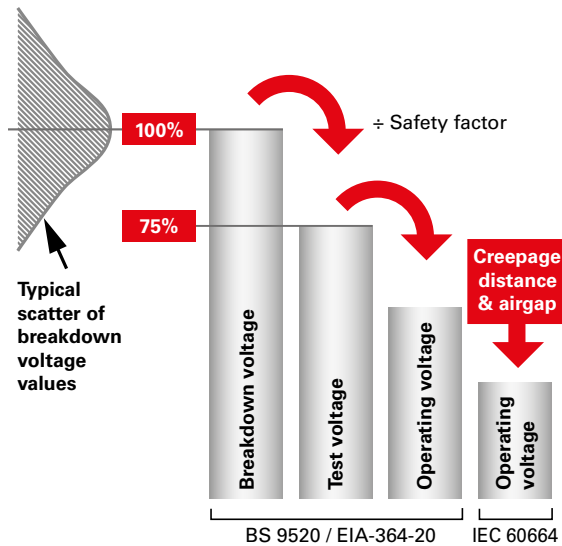 100%
÷ Safety factor
75%
Typical
scatter of
breakdown
voltage
values
Creepage
distance
& airgap
Breakdown voltage
Test voltage
Operating voltage
Operating
voltage
BS 9520 / EIA-364-20
IEC 60664